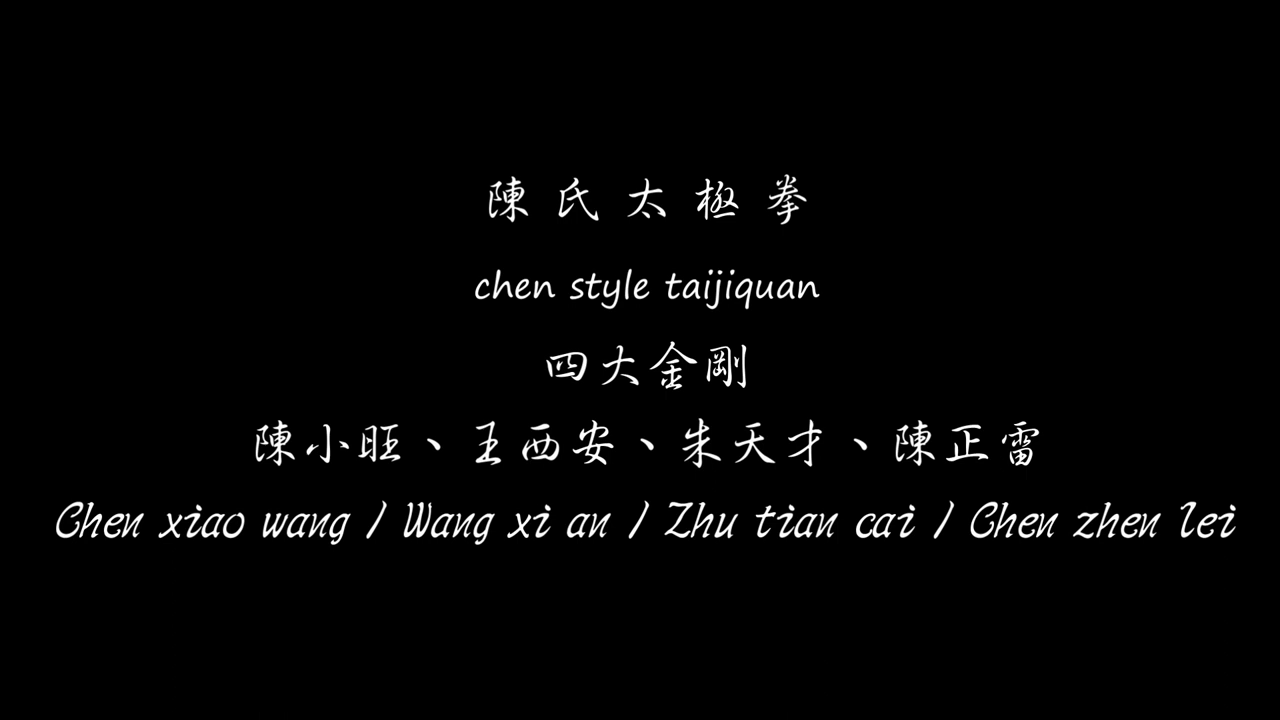 陳氏太極拳
chen style taijiquan
四大金剛
陳小旺、王西安、朱天才、陳正雷
Chen xiao wang / Wang xi an / Zhu tian cai / Chen zhen lei